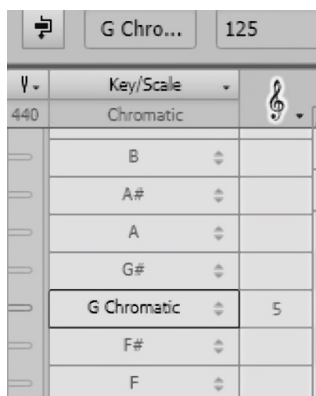 G Chro... 125
Key/Scale
440 Chromatic
B
A#
A
G#
G Chromatic 5
F#
F